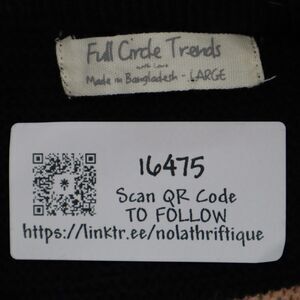 Full Circle Trends
with Love
Made in Bangladesh - LARGE
16475
Scan QR Code
TO FOLLOW
https://linktr.ee/nolathriftique